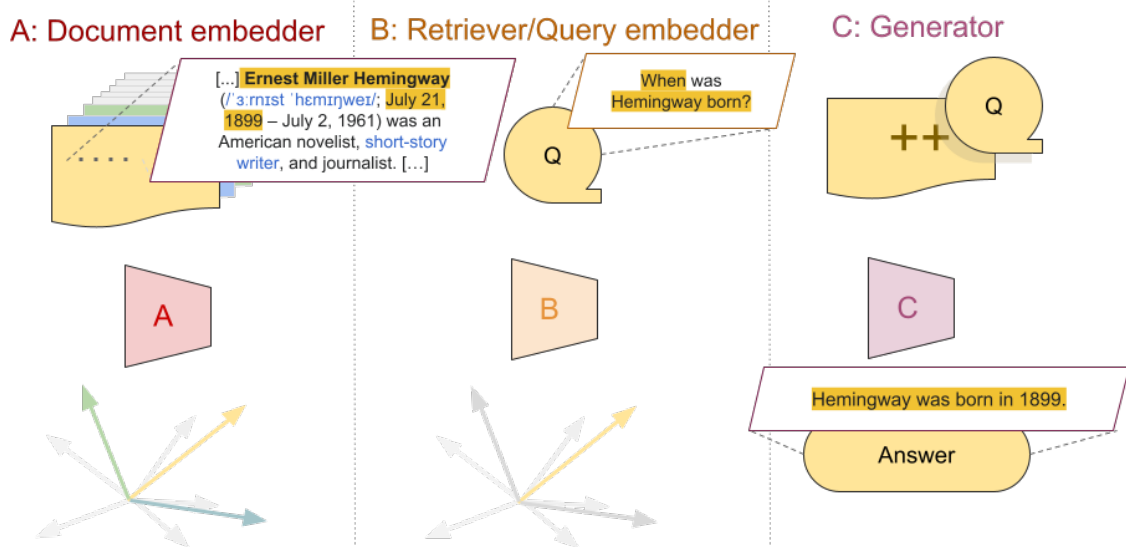 A: Document embedder
B: Retriever/Query embedder
C: Generator
[...] Ernest Miller Hemingway
(/ˈɜːrnɪst ˈhɛmɪŋweɪ/; July 21,
1899 – July 2, 1961) was an
American novelist, short-story
writer, and journalist. […]
When was
Hemingway born?
Q
++
Q
A
B
C
Hemingway was born in 1899.
Answer